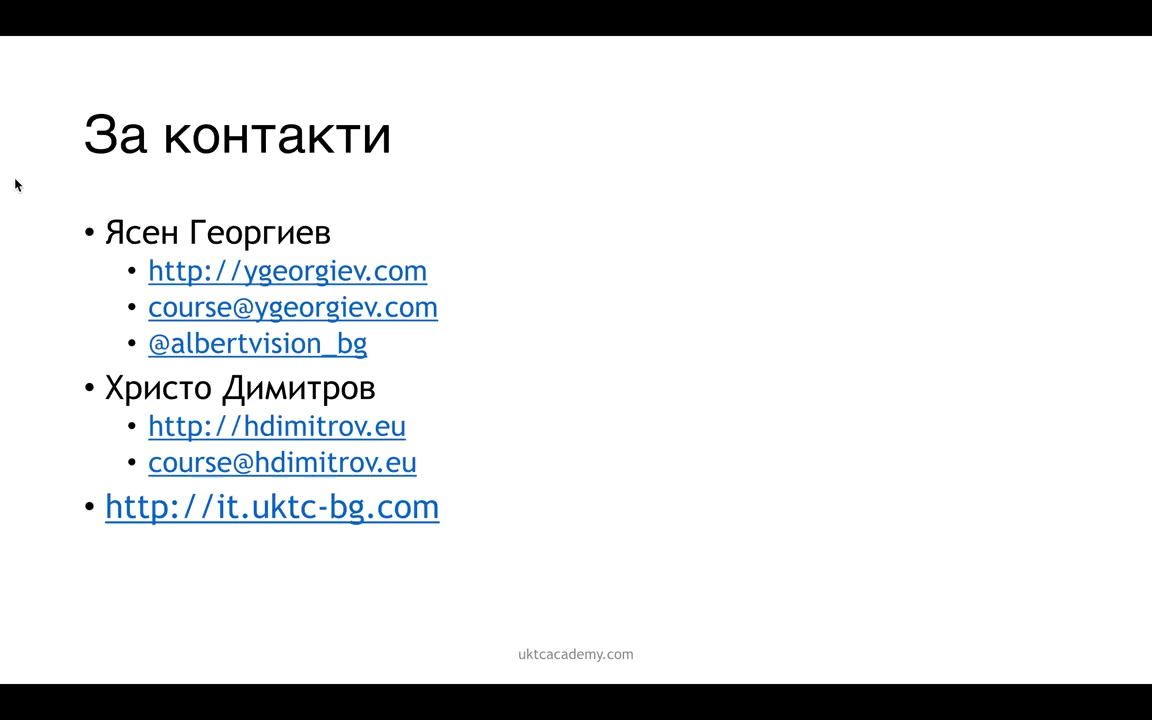 За контакти
• Ясен Георгиев
• http://ygeorgiev.com
• course@ygeorgiev.com
• @albertvision_bg
• Христо Димитров
• http://hdimitrov.eu
• course@hdimitrov.eu
• http://it.uktc-bg.com
uktcacademy.com